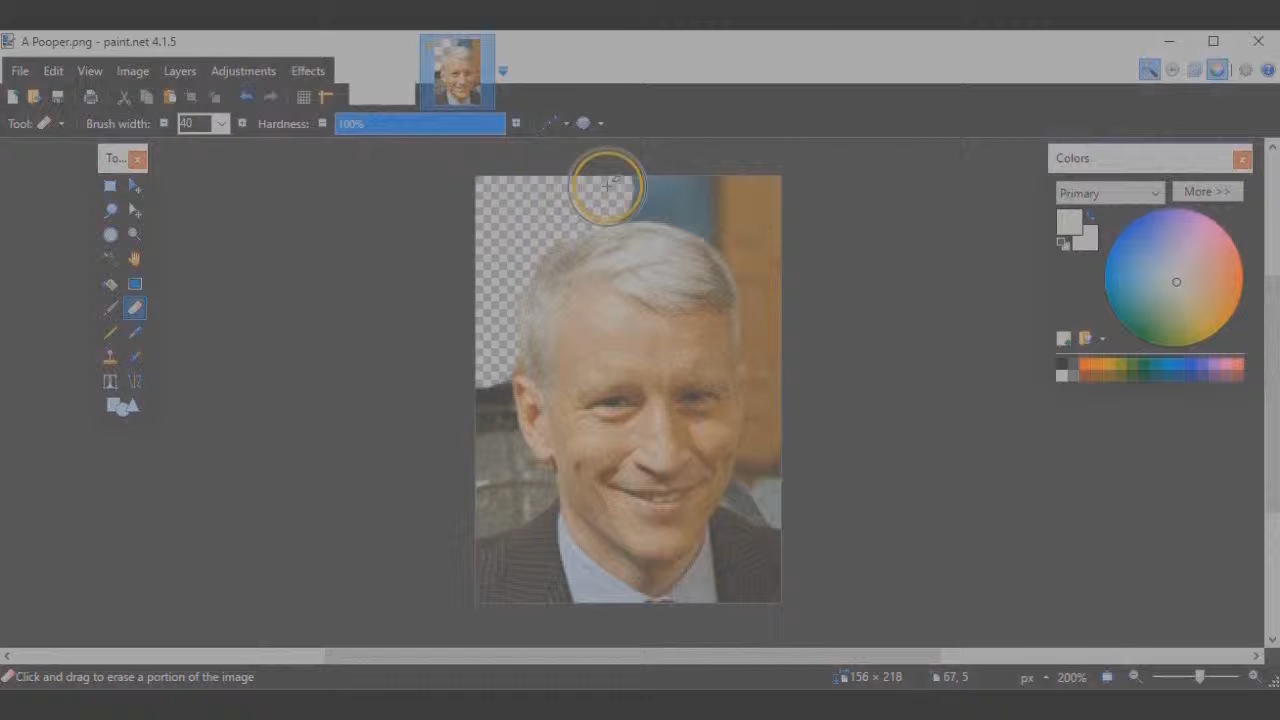 A Pooper.png - paint.net 4.1.5
File Edit View Image Layers Adjustments Effects
Tool: Brush width: 40 Hardness: 100%
To...
Colors
Primary More >>
Click and drag to erase a portion of the image 156 × 218 67, 5 px 200%